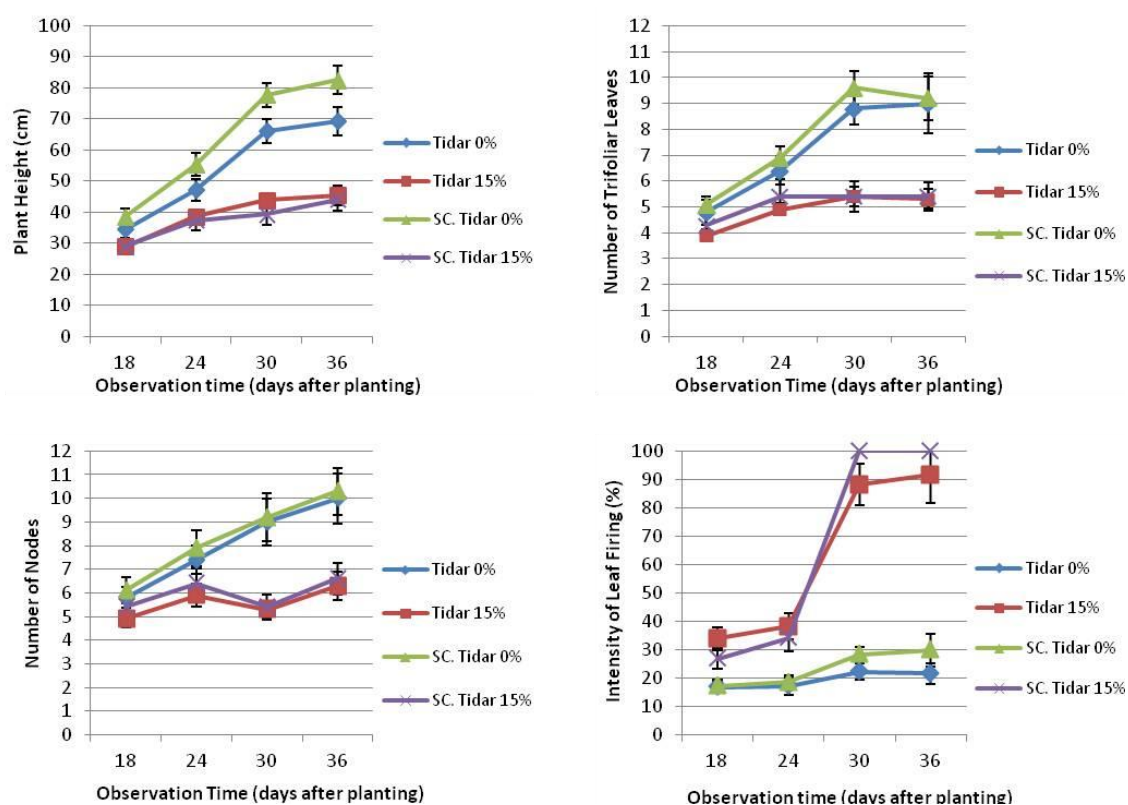 Plant Height (cm)
100
90
80
70
60
50
40
30
20
10
0
18 24 30 36
Observation time (days after planting)
Tidar 0%
Tidar 15%
SC. Tidar 0%
SC. Tidar 15%
Number of Trifoliar Leaves
12
11
10
9
8
7
6
5
4
3
2
1
0
18 24 30 36
Observation Time (days after planting)
Tidar 0%
Tidar 15%
SC. Tidar 0%
SC. Tidar 15%
Number of Nodes
12
11
10
9
8
7
6
5
4
3
2
1
0
18 24 30 36
Observation Time (days after planting)
Tidar 0%
Tidar 15%
SC. Tidar 0%
SC. Tidar 15%
Intensity of Leaf Firing (%)
100
90
80
70
60
50
40
30
20
10
0
18 24 30 36
Observation time (days after planting)
Tidar 0%
Tidar 15%
SC. Tidar 0%
SC. Tidar 15%